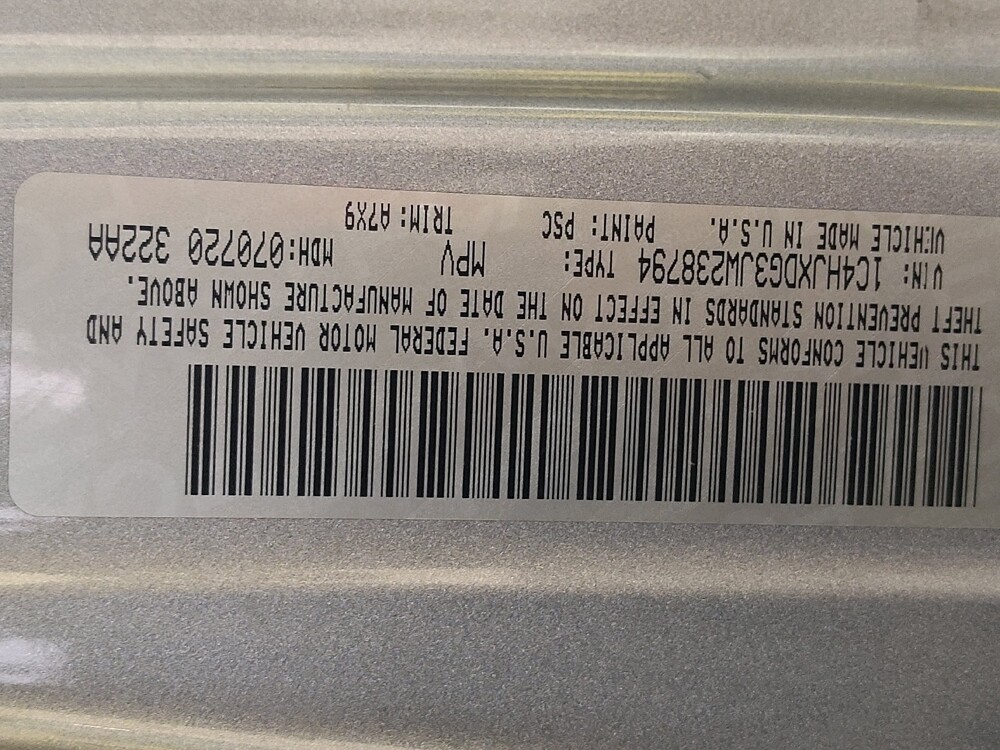 THIS VEHICLE CONFORMS TO ALL APPLICABLE U.S.A. FEDERAL MOTOR VEHICLE SAFETY AND
THEFT PREVENTION STANDARDS IN EFFECT ON THE DATE OF MANUFACTURE SHOWN ABOVE.
VIN: 1C4HJXDG3JW238794 TYPE: MPV MDH:070720 322AA
VEHICLE MADE IN U.S.A. PAINT: PSC TRIM: A7X9